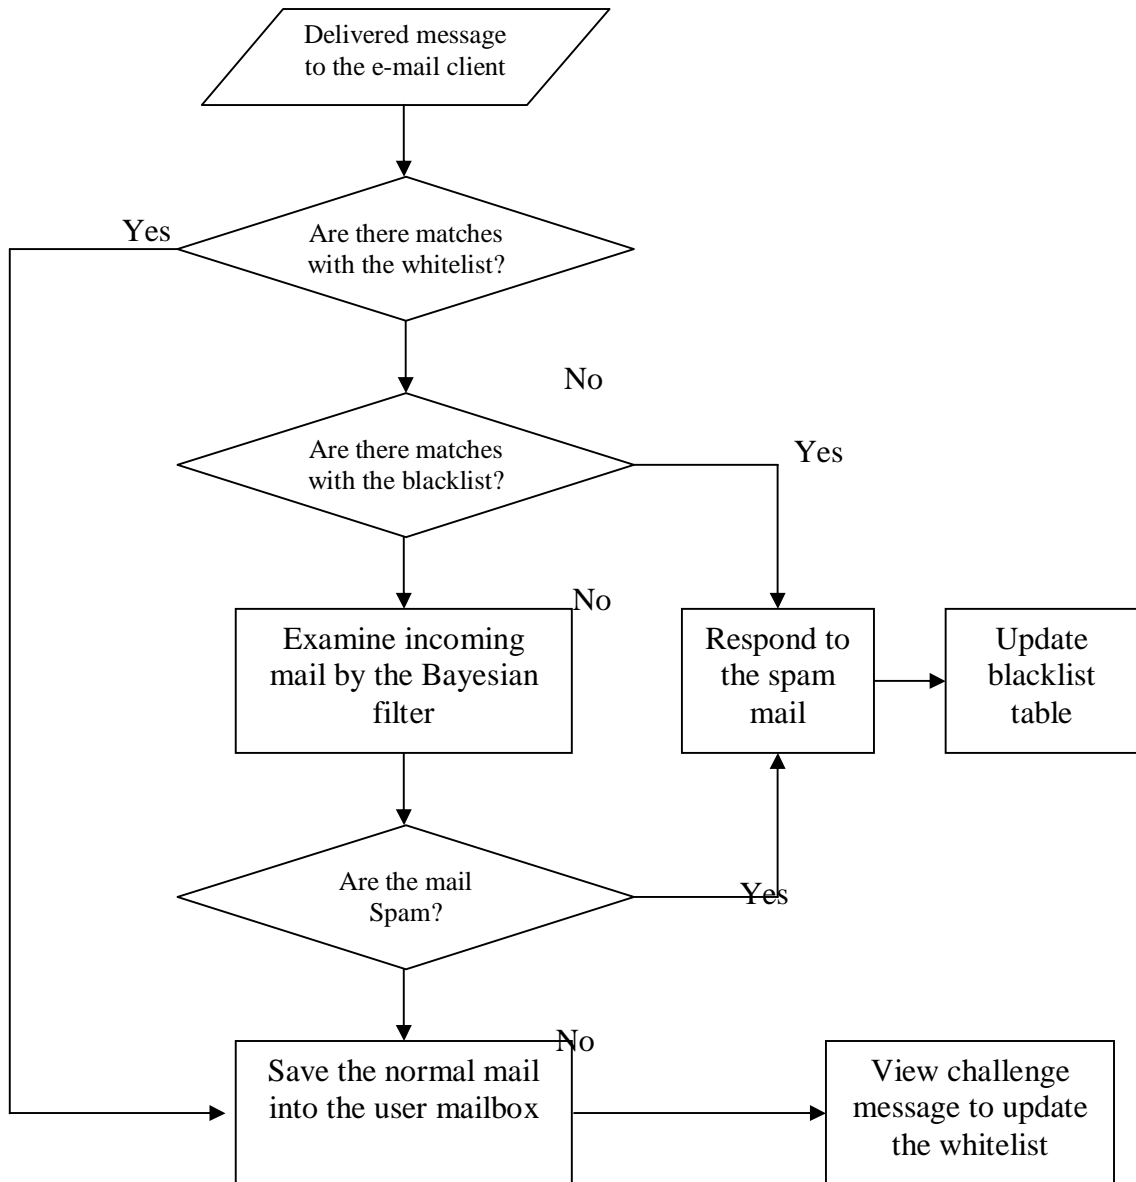 Delivered message
to the e-mail client
Yes
Are there matches
with the whitelist?
No
Are there matches
with the blacklist?
Yes
No
Examine incoming
mail by the Bayesian
filter
Respond to
the spam
mail
Update
blacklist
table
Are the mail
Spam?
Yes
No
Save the normal mail
into the user mailbox
View challenge
message to update
the whitelist